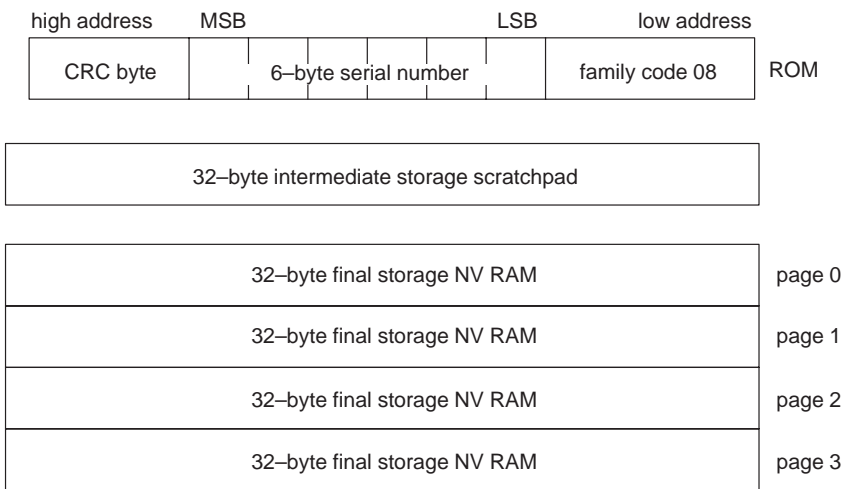 high address MSB LSB low address
CRC byte 6–byte serial number family code 08 ROM
32–byte intermediate storage scratchpad
32–byte final storage NV RAM page 0
32–byte final storage NV RAM page 1
32–byte final storage NV RAM page 2
32–byte final storage NV RAM page 3